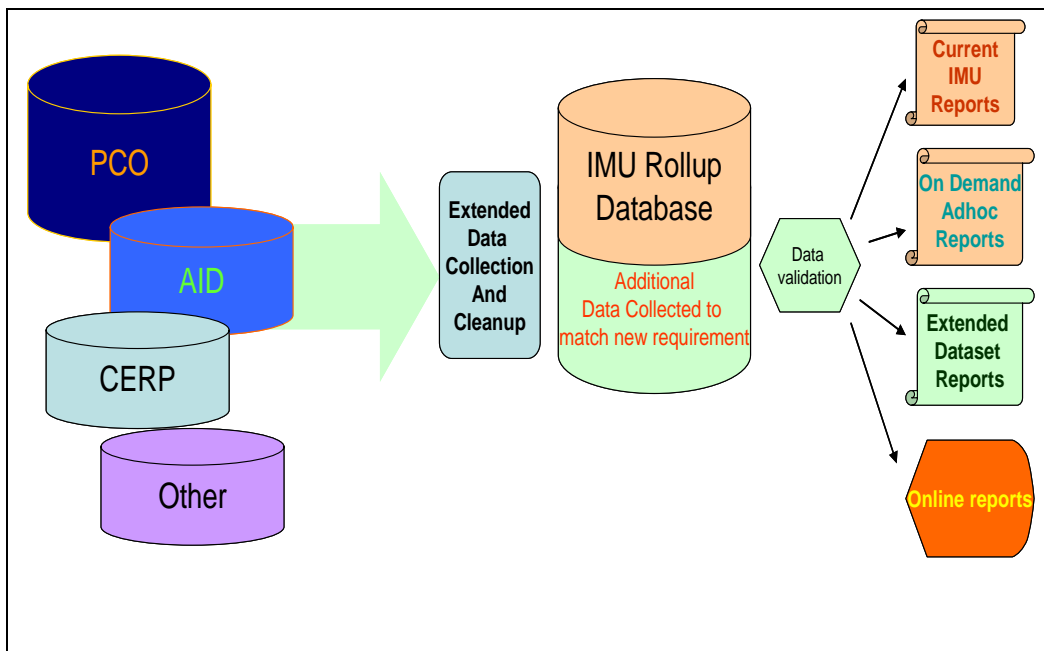 PCO
AID
CERP
Other
Extended
Data
Collection
And
Cleanup
IMU Rollup
Database
Additional
Data Collected to
match new requirement
Data
validation
Current
IMU
Reports
On Demand
Adhoc
Reports
Extended
Dataset
Reports
Online reports